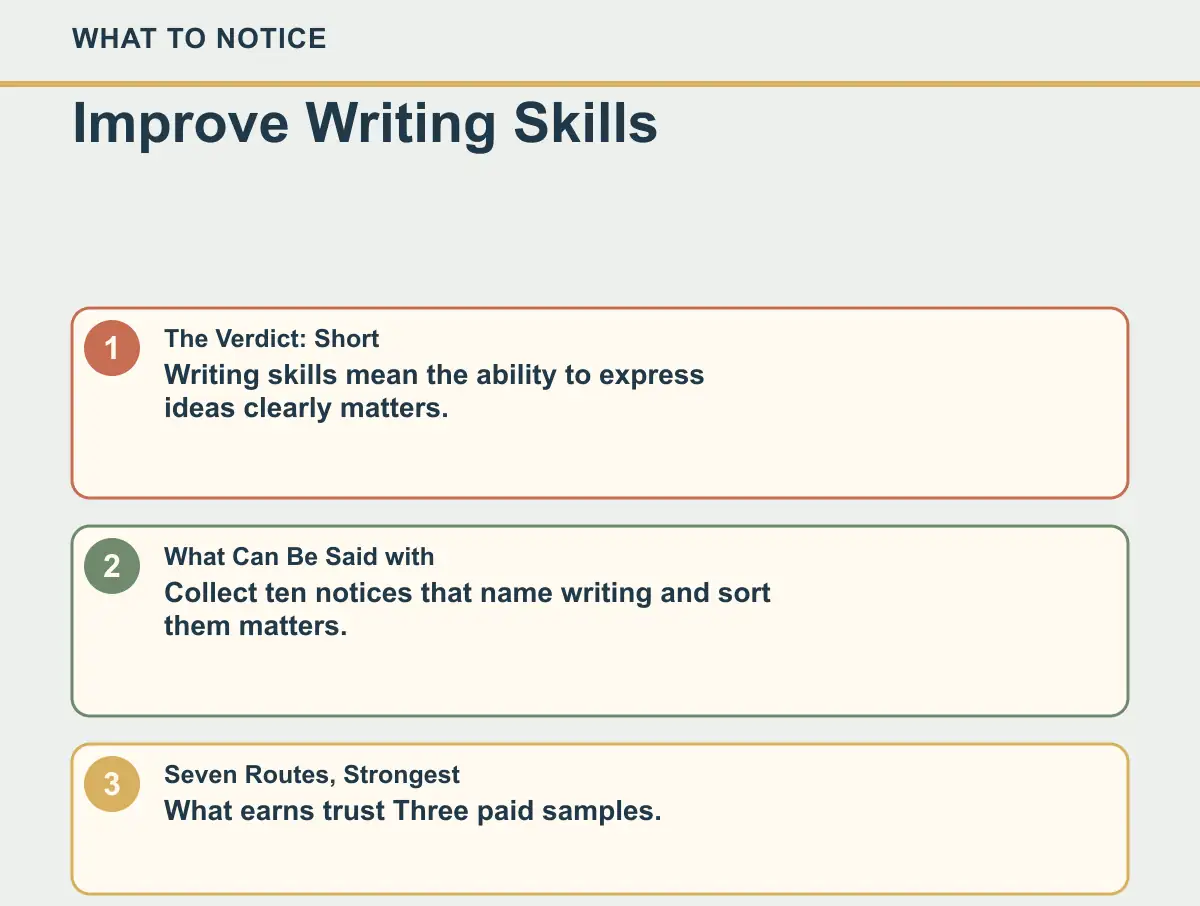 WHAT TO NOTICE
Improve Writing Skills
1
The Verdict: Short
Writing skills mean the ability to express
ideas clearly matters.
2
What Can Be Said with
Collect ten notices that name writing and sort
them matters.
3
Seven Routes, Strongest
What earns trust Three paid samples.